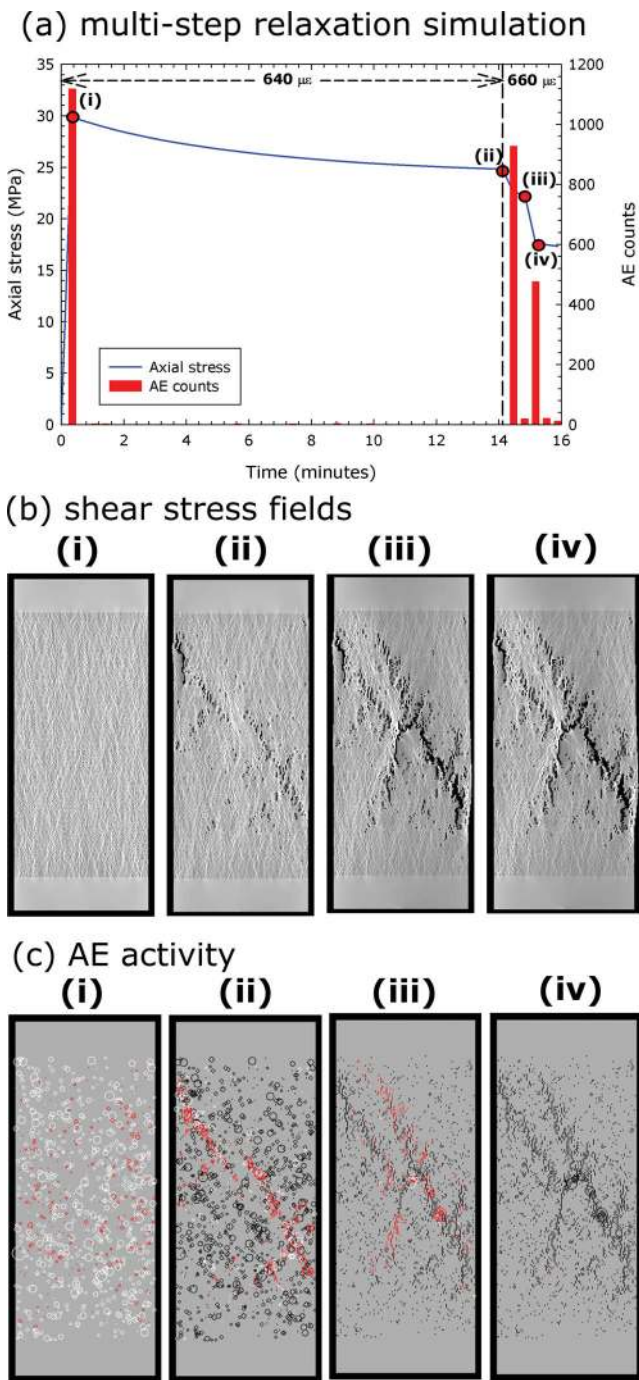 (a) multi-step relaxation simulation
35 30 25 20 15 10 5 0
Axial stress (MPa)
640 µε
660 µε
(i)
(ii)
(iii)
(iv)
Axial stress
AE counts
1200 1000 800 600 400 200 0
AE counts
0 2 4 6 8 10 12 14 16
Time (minutes)
(b) shear stress fields
(i) (ii) (iii) (iv)
(c) AE activity
(i) (ii) (iii) (iv)